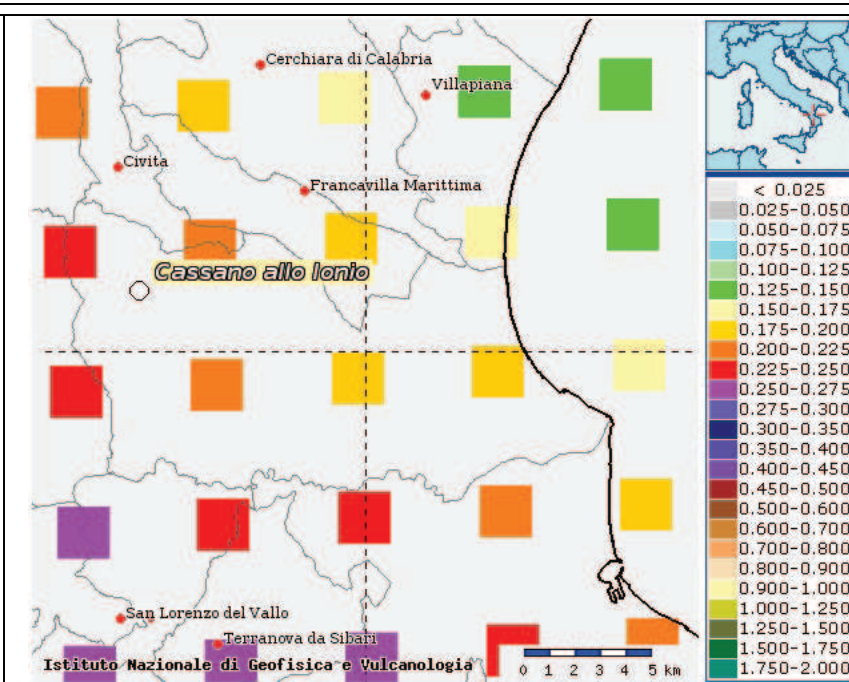 Cerchiara di Calabria
Villapiana
Civita
Francavilla Marittima
Cassano allo Ionio
San Lorenzo del Vallo
Terranova da Sibari
Istituto Nazionale di Geofisica e Vulcanologia
0 1 2 3 4 5 km
< 0.025
0.025-0.050
0.050-0.075
0.075-0.100
0.100-0.125
0.125-0.150
0.150-0.175
0.175-0.200
0.200-0.225
0.225-0.250
0.250-0.275
0.275-0.300
0.300-0.350
0.350-0.400
0.400-0.450
0.450-0.500
0.500-0.600
0.600-0.700
0.700-0.800
0.800-0.900
0.900-1.000
1.000-1.250
1.250-1.500
1.500-1.750
1.750-2.000